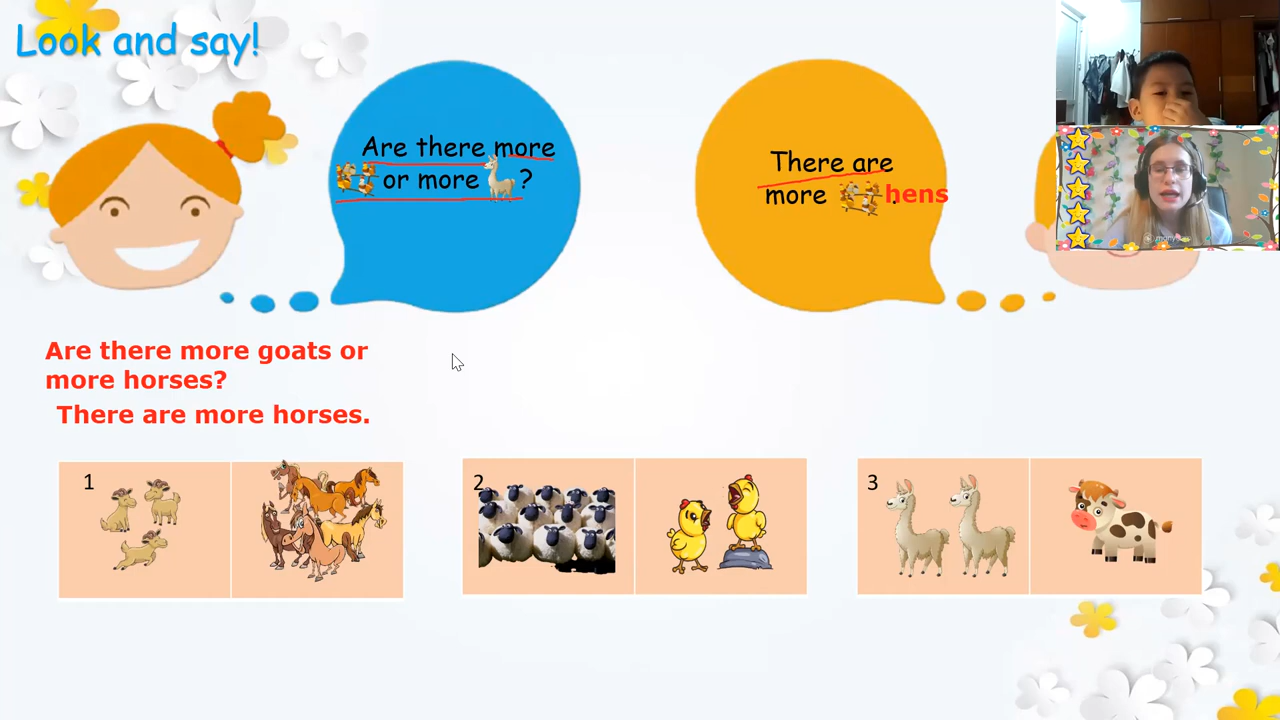 Look and say!
Are there more
or more ?
There are
more .
hens
Are there more goats or
more horses?
There are more horses.
1
2
3